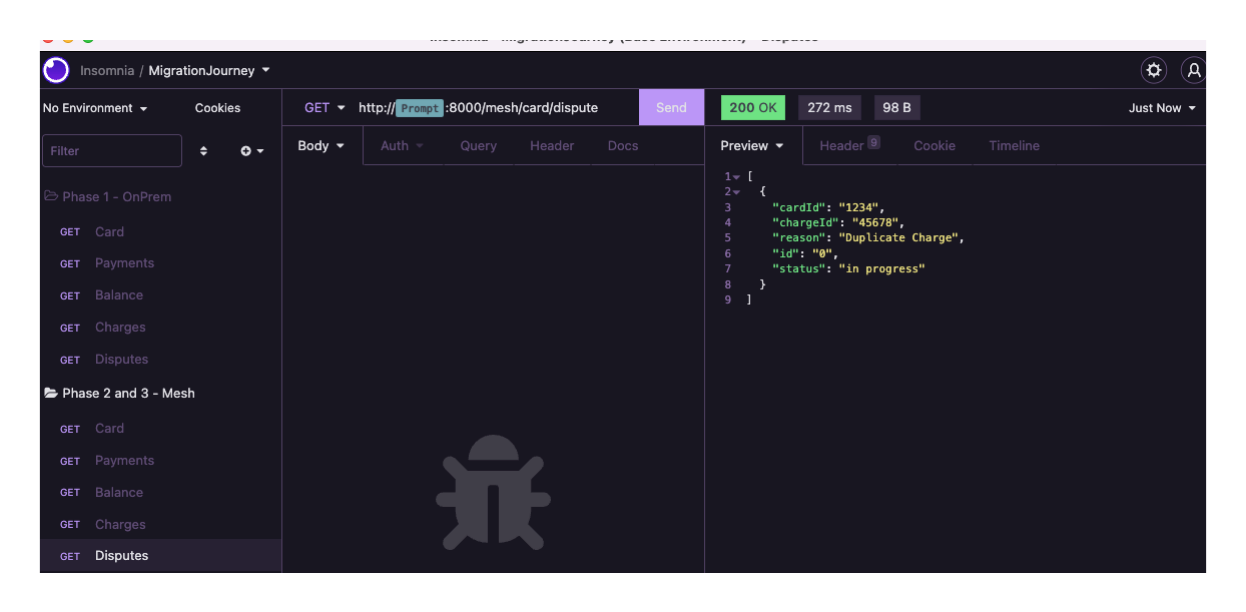 Insomnia / MigrationJourney
No Environment
Cookies
GET http://Prompt:8000/mesh/card/dispute
Send
200 OK
272 ms
98 B
Just Now
Filter
Body
Auth
Query
Header
Docs
Preview
Header 9
Cookie
Timeline
Phase 1 - OnPrem
GET Card
GET Payments
GET Balance
GET Charges
GET Disputes
Phase 2 and 3 - Mesh
GET Card
GET Payments
GET Balance
GET Charges
GET Disputes
1 [
2 {
3 "cardId": "1234",
4 "chargeId": "45678",
5 "reason": "Duplicate Charge",
6 "id": "0",
7 "status": "in progress"
8 }
9 ]